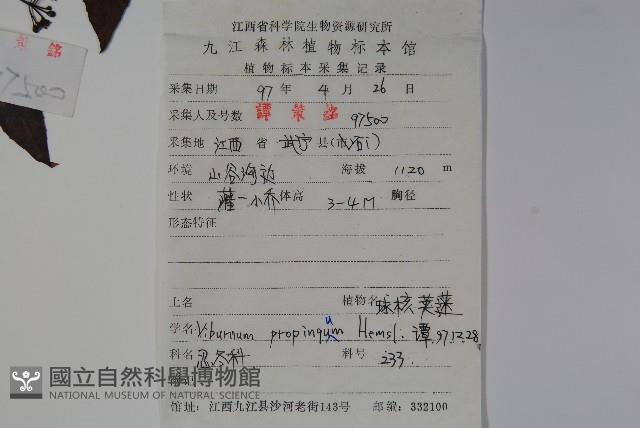 江西省科学院生物资源研究所
九江森林植物标本馆
植物标本采集记录
采集日期 97 年 4 月 26 日
采集人及号数 譚策銘 97500
采集地 江西 省 武宁 县(市)
环境 山谷沟边 海拔 1120 m
性状 灌-小乔 体高 3-4M 胸径
形态特征
土名 植物名 球核荚蒾
学名 Viburnum propinquum Hemsl. 谭.97.12.28
科名 忍冬科 科号 233.
國立自然科學博物館
NATIONAL MUSEUM OF NATURAL SCIENCE
馆址: 江西九江县沙河老街143号 邮编: 332100